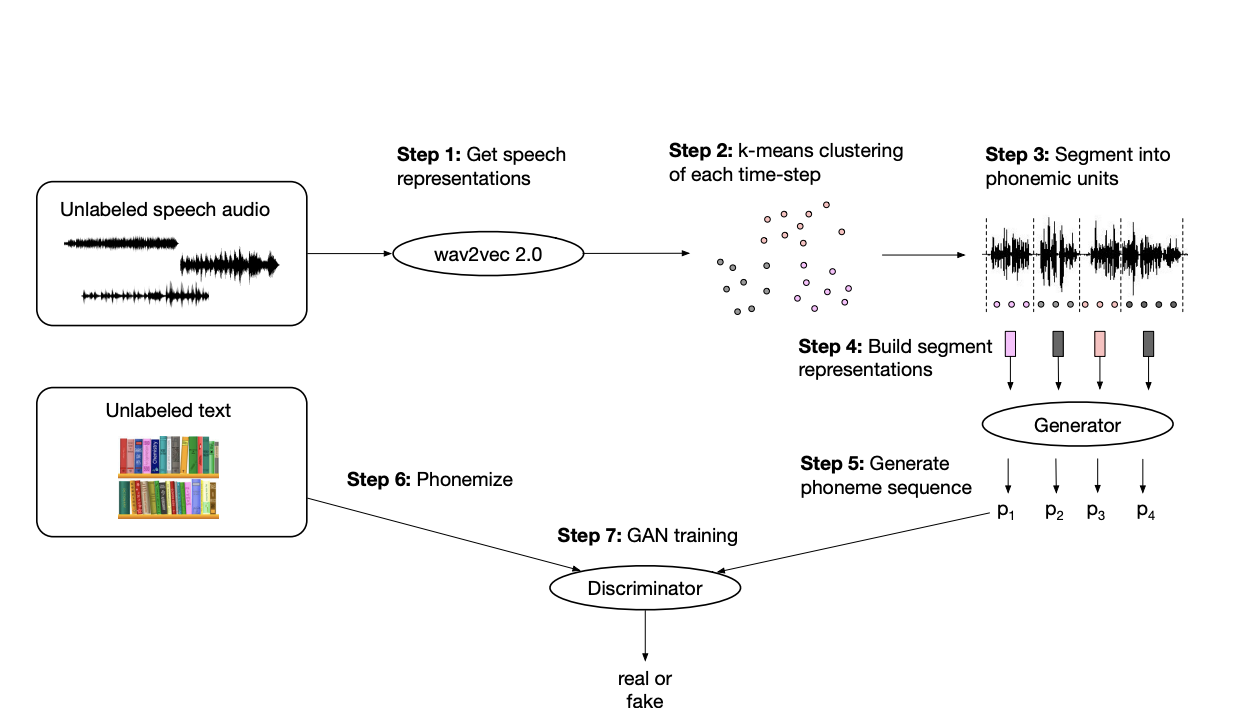 Step 1: Get speech
representations
Step 2: k-means clustering
of each time-step
Step 3: Segment into
phonemic units
Unlabeled speech audio
wav2vec 2.0
Step 4: Build segment
representations
Unlabeled text
Generator
Step 5: Generate
phoneme sequence
Step 6: Phonemize
p1 p2 p3 p4
Step 7: GAN training
Discriminator
real or
fake